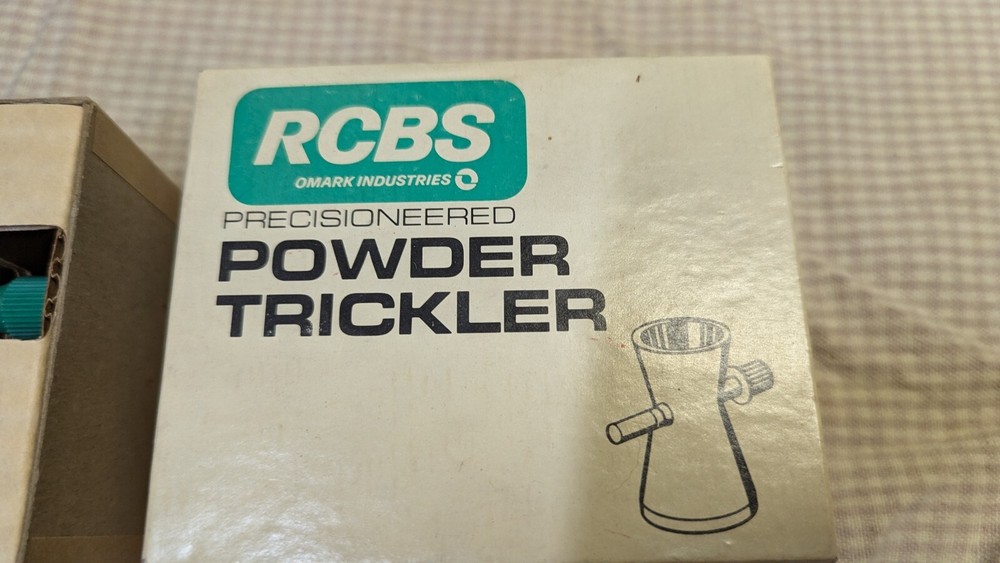 RCBS
OMARK INDUSTRIES
PRECISIONEERED
POWDER
TRICKLER